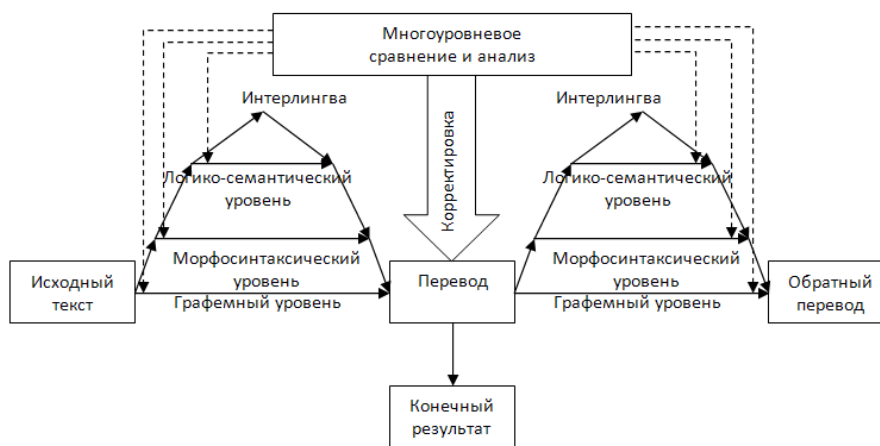 Многоуровневое
сравнение и анализ
Интерлингва
Интерлингва
Корректировка
Логико-семантический
уровень
Логико-семантический
уровень
Морфосинтаксический
уровень
Морфосинтаксический
уровень
Исходный
текст
Графемный уровень
Перевод
Графемный уровень
Обратный
перевод
Конечный
результат